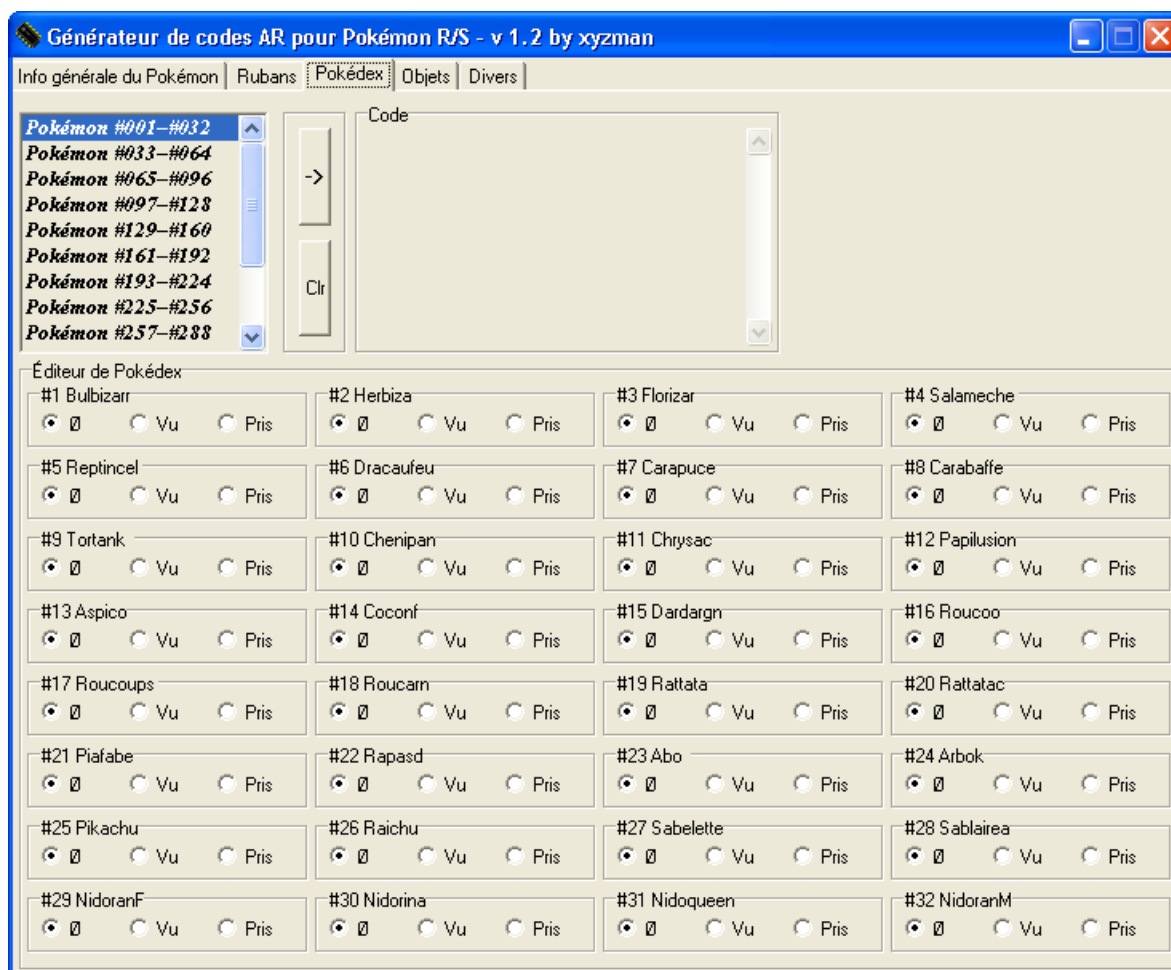 Générateur de codes AR pour Pokémon R/S - v 1.2 by xyzman
Info générale du Pokémon Rubans Pokédex Objets Divers
Pokémon #001-#032
Pokémon #033-#064
Pokémon #065-#096
Pokémon #097-#128
Pokémon #129-#160
Pokémon #161-#192
Pokémon #193-#224
Pokémon #225-#256
Pokémon #257-#288
->
Clr
Code
Éditeur de Pokédex
#1 Bulbizarr #2 Herbiza #3 Florizar #4 Salameche
Ø Vu Pris Ø Vu Pris Ø Vu Pris Ø Vu Pris
#5 Reptincel #6 Dracaufeu #7 Carapuce #8 Carabaffe
Ø Vu Pris Ø Vu Pris Ø Vu Pris Ø Vu Pris
#9 Tortank #10 Chenipan #11 Chrysac #12 Papilusion
Ø Vu Pris Ø Vu Pris Ø Vu Pris Ø Vu Pris
#13 Aspico #14 Coconf #15 Dardargn #16 Roucoo
Ø Vu Pris Ø Vu Pris Ø Vu Pris Ø Vu Pris
#17 Roucoups #18 Roucarn #19 Rattata #20 Rattatac
Ø Vu Pris Ø Vu Pris Ø Vu Pris Ø Vu Pris
#21 Piafabe #22 Rapasd #23 Abo #24 Arbok
Ø Vu Pris Ø Vu Pris Ø Vu Pris Ø Vu Pris
#25 Pikachu #26 Raichu #27 Sabelette #28 Sablairea
Ø Vu Pris Ø Vu Pris Ø Vu Pris Ø Vu Pris
#29 NidoranF #30 Nidorina #31 Nidoqueen #32 NidoranM
Ø Vu Pris Ø Vu Pris Ø Vu Pris Ø Vu Pris